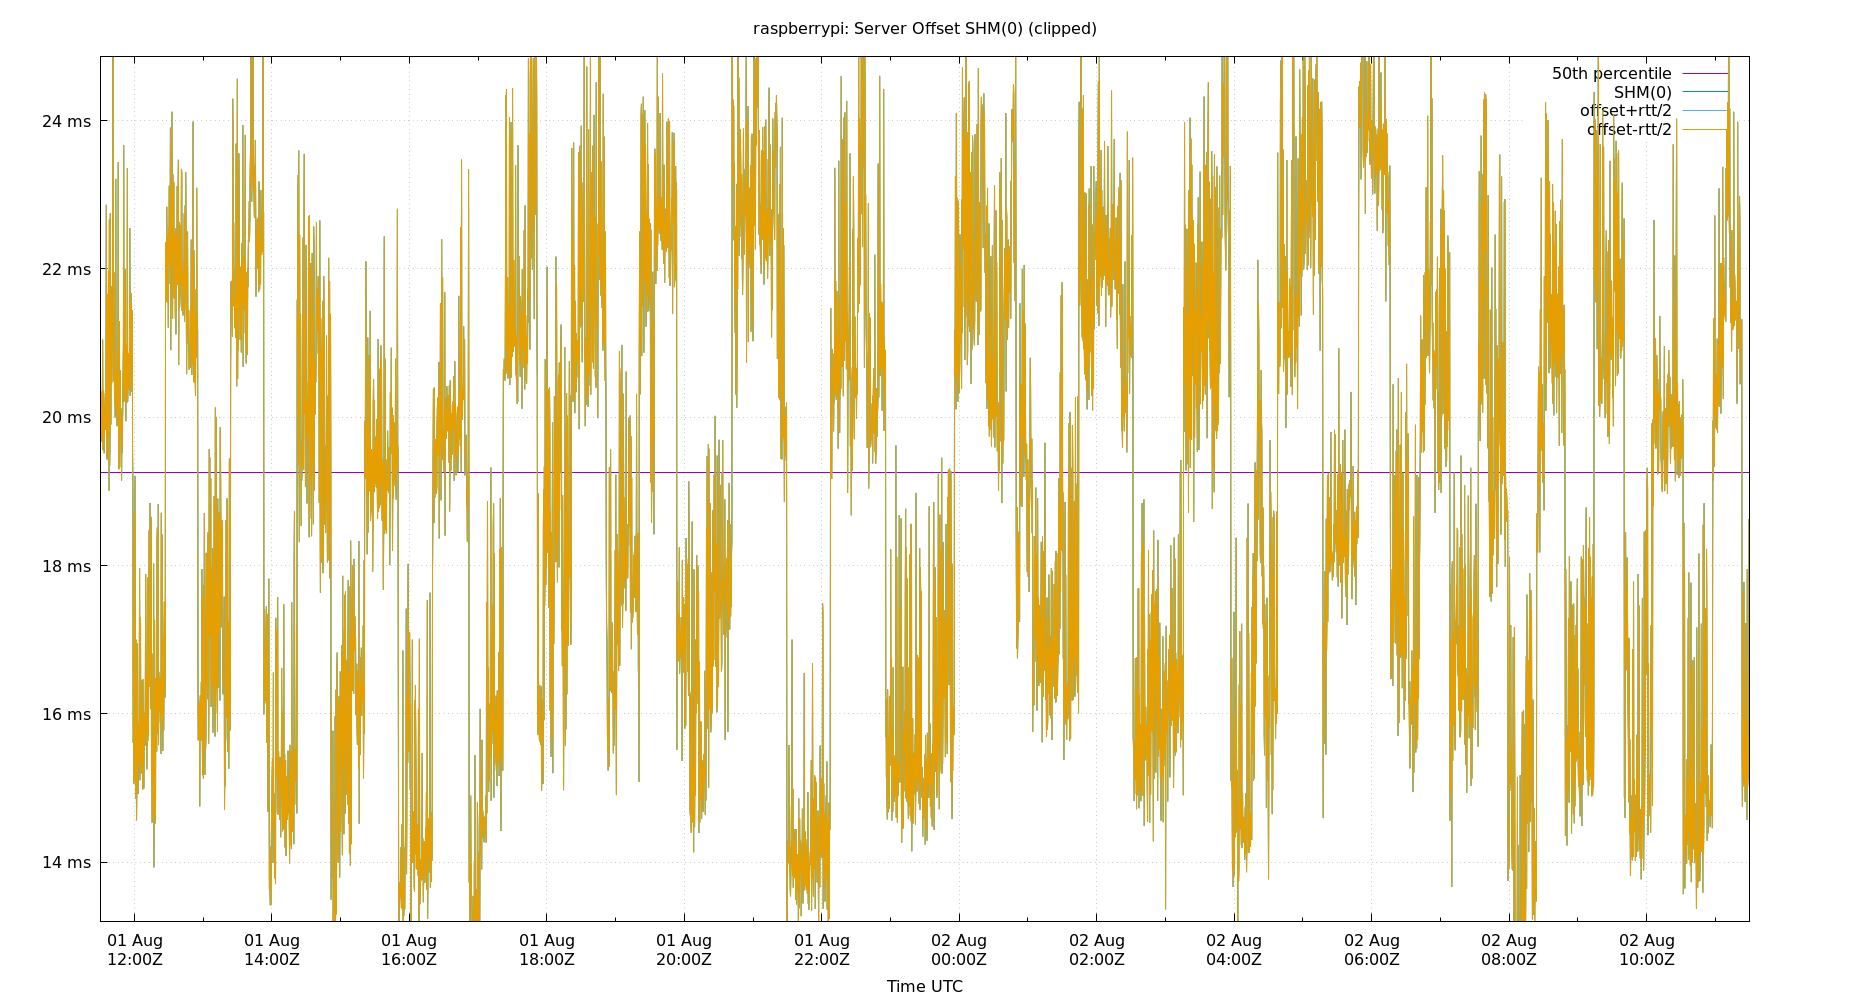 raspberrypi: Server Offset SHM(0) (clipped)
50th percentile
SHM(0)
offset+rtt/2
offset-rtt/2
24 ms
22 ms
20 ms
18 ms
16 ms
14 ms
01 Aug 01 Aug 01 Aug 01 Aug 01 Aug 01 Aug 02 Aug 02 Aug 02 Aug 02 Aug 02 Aug 02 Aug
12:00Z 14:00Z 16:00Z 18:00Z 20:00Z 22:00Z 00:00Z 02:00Z 04:00Z 06:00Z 08:00Z 10:00Z
Time UTC